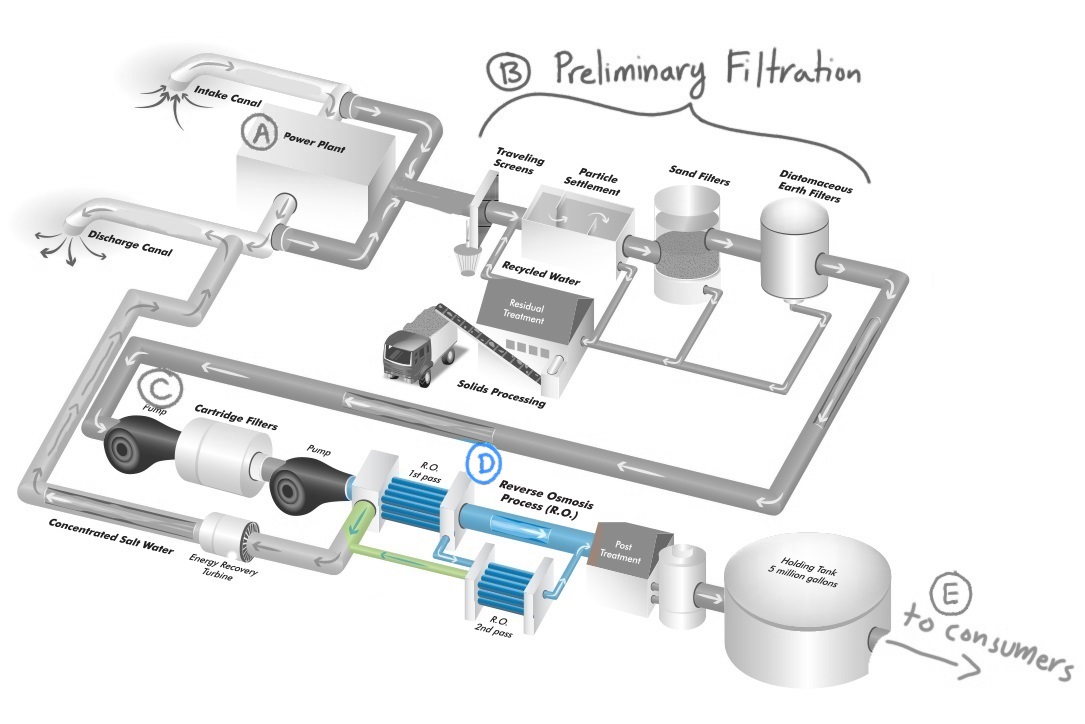 B Preliminary Filtration
Intake Canal
A Power Plant
Traveling
Screens
Particle
Settlement
Sand Filters
Diatomaceous
Earth Filters
Discharge Canal
Recycled Water
Residual
Treatment
Solids Processing
C
Pump
Cartridge Filters
Pump
D
R.O.
1st pass
Reverse Osmosis
Process (R.O.)
Concentrated Salt Water
Energy Recovery
Turbine
R.O.
2nd pass
Post
Treatment
Holding Tank
5 million gallons
E
to consumers